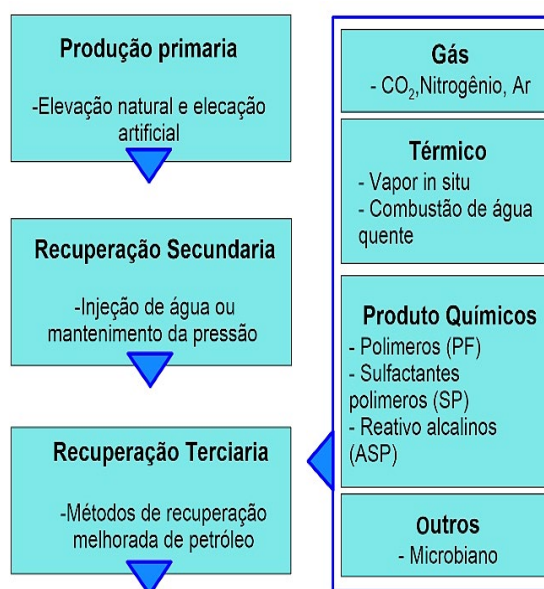 Produção primaria
-Elevação natural e elecação
artificial
Recuperação Secundaria
-Injeção de água ou
mantenimento da pressão
Recuperação Terciaria
-Métodos de recuperação
melhorada de petróleo
Gás
- CO₂,Nitrogênio, Ar
Térmico
- Vapor in situ
- Combustão de água
quente
Produto Químicos
- Polimeros (PF)
- Sulfactantes
polimeros (SP)
- Reativo alcalinos
(ASP)
Outros
- Microbiano